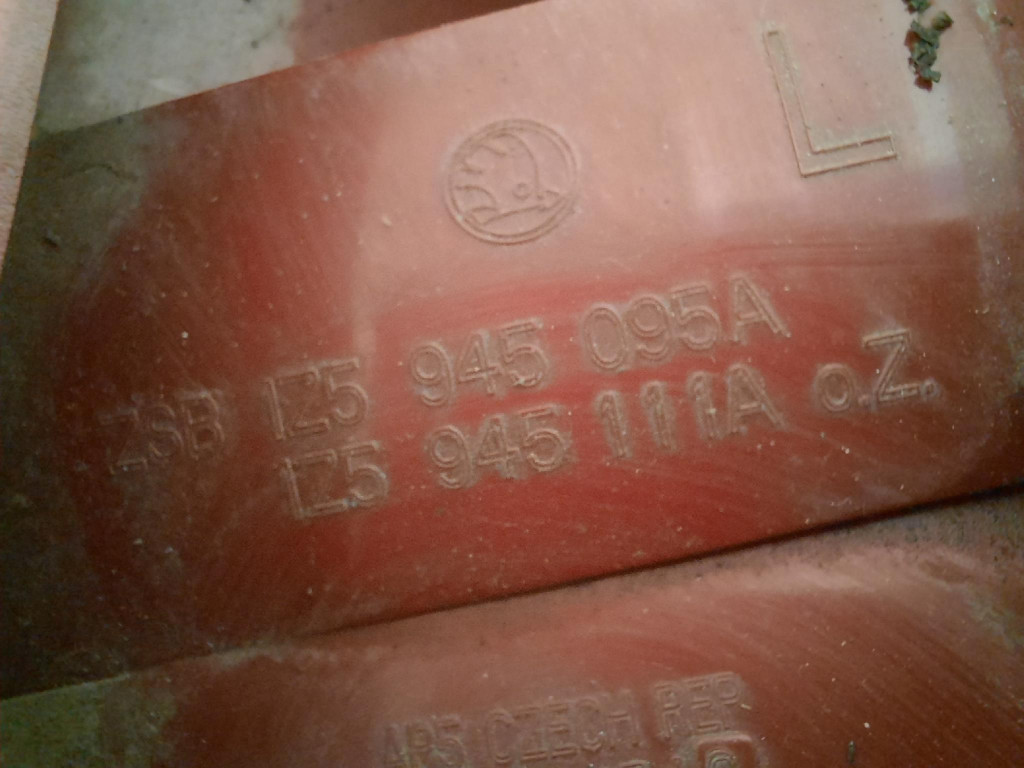 L
ZSB 1Z5 945 095A
1Z5 945 111A o.Z.
CZECH REP